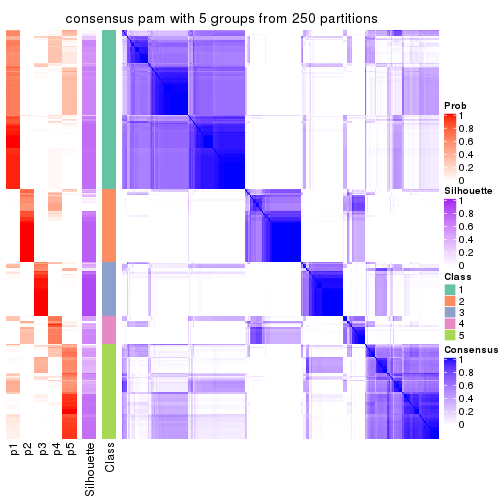 consensus pam with 5 groups from 250 partitions
Prob
1
0.8
0.6
0.4
0.2
0
Silhouette
1
0.8
0.6
0.4
0.2
0
Class
1
2
3
4
5
Consensus
1
0.8
0.6
0.4
0.2
0
p1
p2
p3
p4
p5
Silhouette
Class